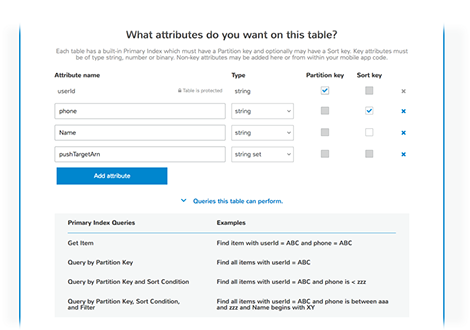 What attributes do you want on this table?
Each table has a built-in Primary Index which must have a Partition key and optionally may have a Sort key. Key attributes must
be of type string, number or binary. Non-key attributes may be added here or from within your mobile app code.
Attribute name Type Partition key Sort key
userId Table is protected string
phone string
Name string
pushTargetArn string set
Add attribute
Queries this table can perform.
Primary Index Queries Examples
Get Item Find item with userId = ABC and phone = ABC
Query by Partition Key Find all items with userId = ABC
Query by Partition Key and Sort Condition Find all items with userId = ABC and phone is < zzz
Query by Partition Key, Sort Condition, Find all items with userId = ABC and phone is between aaa
and Filter and zzz and Name begins with XY